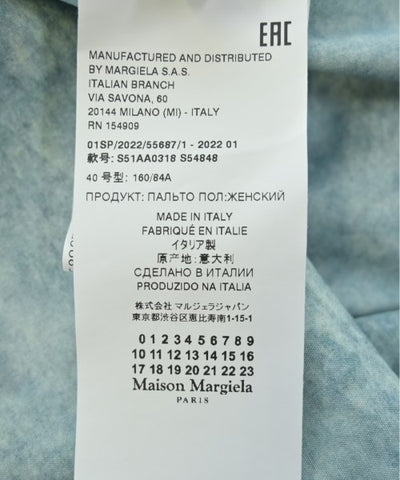 EAC
MANUFACTURED AND DISTRIBUTED
BY MARGIELA S.A.S.
ITALIAN BRANCH
VIA SAVONA, 60
20144 MILANO (MI) - ITALY
RN 154909
01SP/2022/55687/1 - 2022 01
款号: S51AA0318 S54848
40 号型: 160/84A
ПРОДУКТ: ПАЛЬТО ПОЛ:ЖЕНСКИЙ
MADE IN ITALY
FABRIQUÉ EN ITALIE
イタリア製
原产地: 意大利
СДЕЛАНО В ИТАЛИИ
PRODUZIDO NA ITALIA
株式会社 マルジェラジャパン
東京都渋谷区恵比寿南1-15-1
0 1 2 3 4 5 6 7 8 9
10 11 12 13 14 15 16
17 18 19 20 21 22 23
Maison Margiela
PARIS